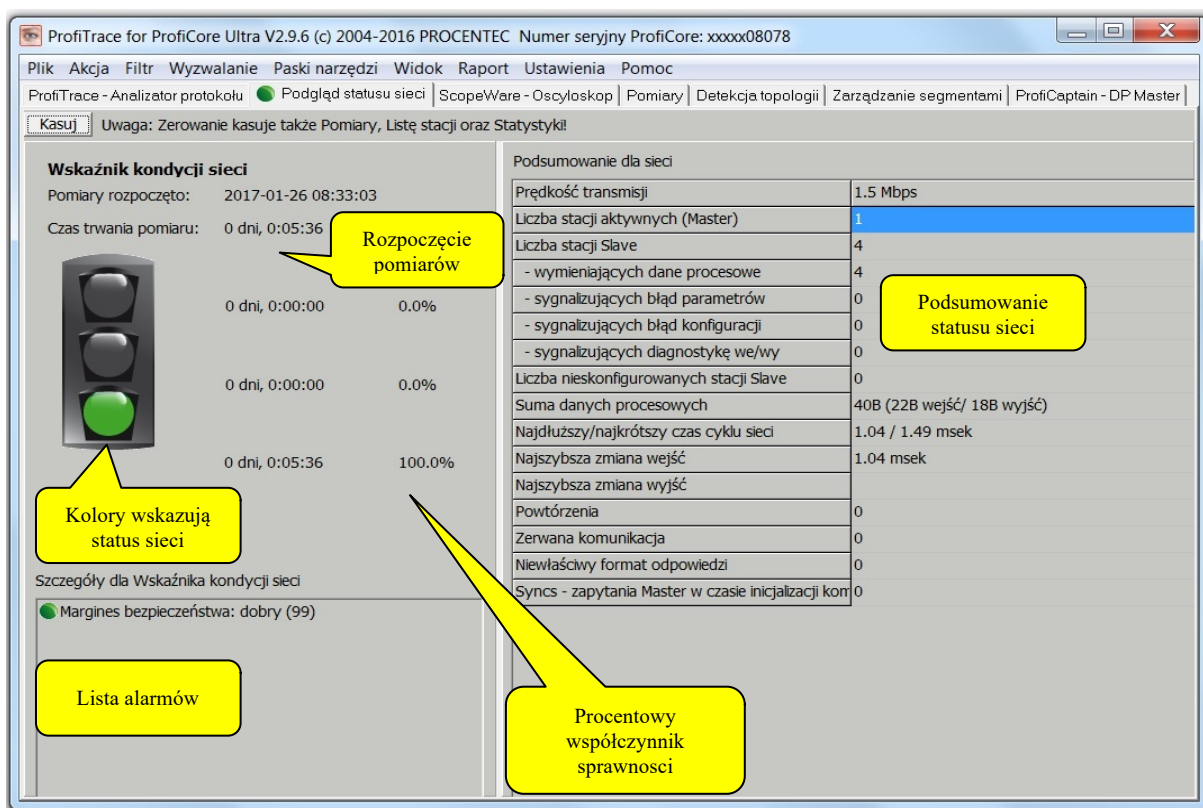 ProfiTrace for ProfiCore Ultra V2.9.6 (c) 2004-2016 PROCENTEC Numer seryjny ProfiCore: xxxxx08078
Plik Akcja Filtr Wyzwalanie Paski narzędzi Widok Raport Ustawienia Pomoc
ProfiTrace - Analizator protokołu Podgląd statusu sieci ScopeWare - Oscyloskop Pomiary Detekcja topologii Zarządzanie segmentami ProfiCaptain - DP Master
Kasuj Uwaga: Zerowanie kasuje także Pomiary, Listę stacji oraz Statystyki!
Wskaźnik kondycji sieci
Pomiary rozpoczęto: 2017-01-26 08:33:03
Czas trwania pomiaru: 0 dni, 0:05:36
Rozpoczęcie
pomiarów
0 dni, 0:00:00 0.0%
0 dni, 0:00:00 0.0%
0 dni, 0:05:36 100.0%
Kolory wskazują
status sieci
Szczegóły dla Wskaźnika kondycji sieci
Margines bezpieczeństwa: dobry (99)
Lista alarmów
Procentowy
współczynnik
sprawnosci
Podsumowanie dla sieci
Prędkość transmisji 1.5 Mbps
Liczba stacji aktywnych (Master) 1
Liczba stacji Slave 4
- wymieniających dane procesowe 4
- sygnalizujących błąd parametrów 0
- sygnalizujących błąd konfiguracji 0
- sygnalizujących diagnostykę we/wy 0
Podsumowanie
statusu sieci
Liczba nieskonfigurowanych stacji Slave 0
Suma danych procesowych 40B (22B wejść/ 18B wyjść)
Najdłuższy/najkrótszy czas cyklu sieci 1.04 / 1.49 msek
Najszybsza zmiana wejść 1.04 msek
Najszybsza zmiana wyjść
Powtórzenia 0
Zerwana komunikacja 0
Niewłaściwy format odpowiedzi 0
Syncs - zapytania Master w czasie inicjalizacji kom 0